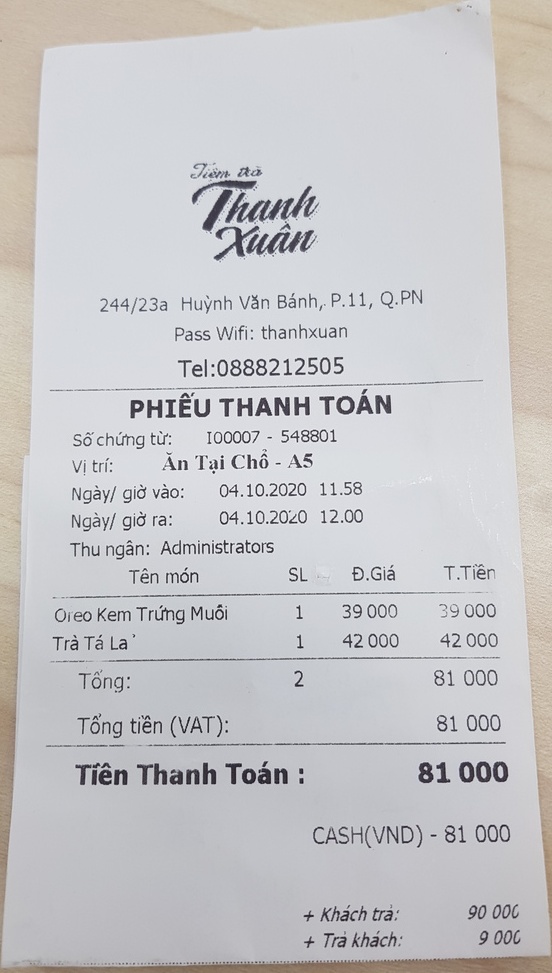 Tiệm trà
Thanh
Xuân
244/23a Huỳnh Văn Bánh, P.11, Q.PN
Pass Wifi: thanhxuan
Tel:0888212505
PHIẾU THANH TOÁN
Số chứng từ: I00007 - 548801
Vị trí: Ăn Tại Chổ - A5
Ngày/ giờ vào: 04.10.2020 11.58
Ngày/ giờ ra: 04.10.2020 12.00
Thu ngân: Administrators
Tên món SL Đ.Giá T.Tiền
Oreo Kem Trứng Muối 1 39 000 39 000
Trà Tá Lả 1 42 000 42 000
Tổng: 2 81 000
Tổng tiền (VAT): 81 000
Tiền Thanh Toán : 81 000
CASH(VND) - 81 000
+ Khách trả: 90 000
+ Trả khách: 9 000